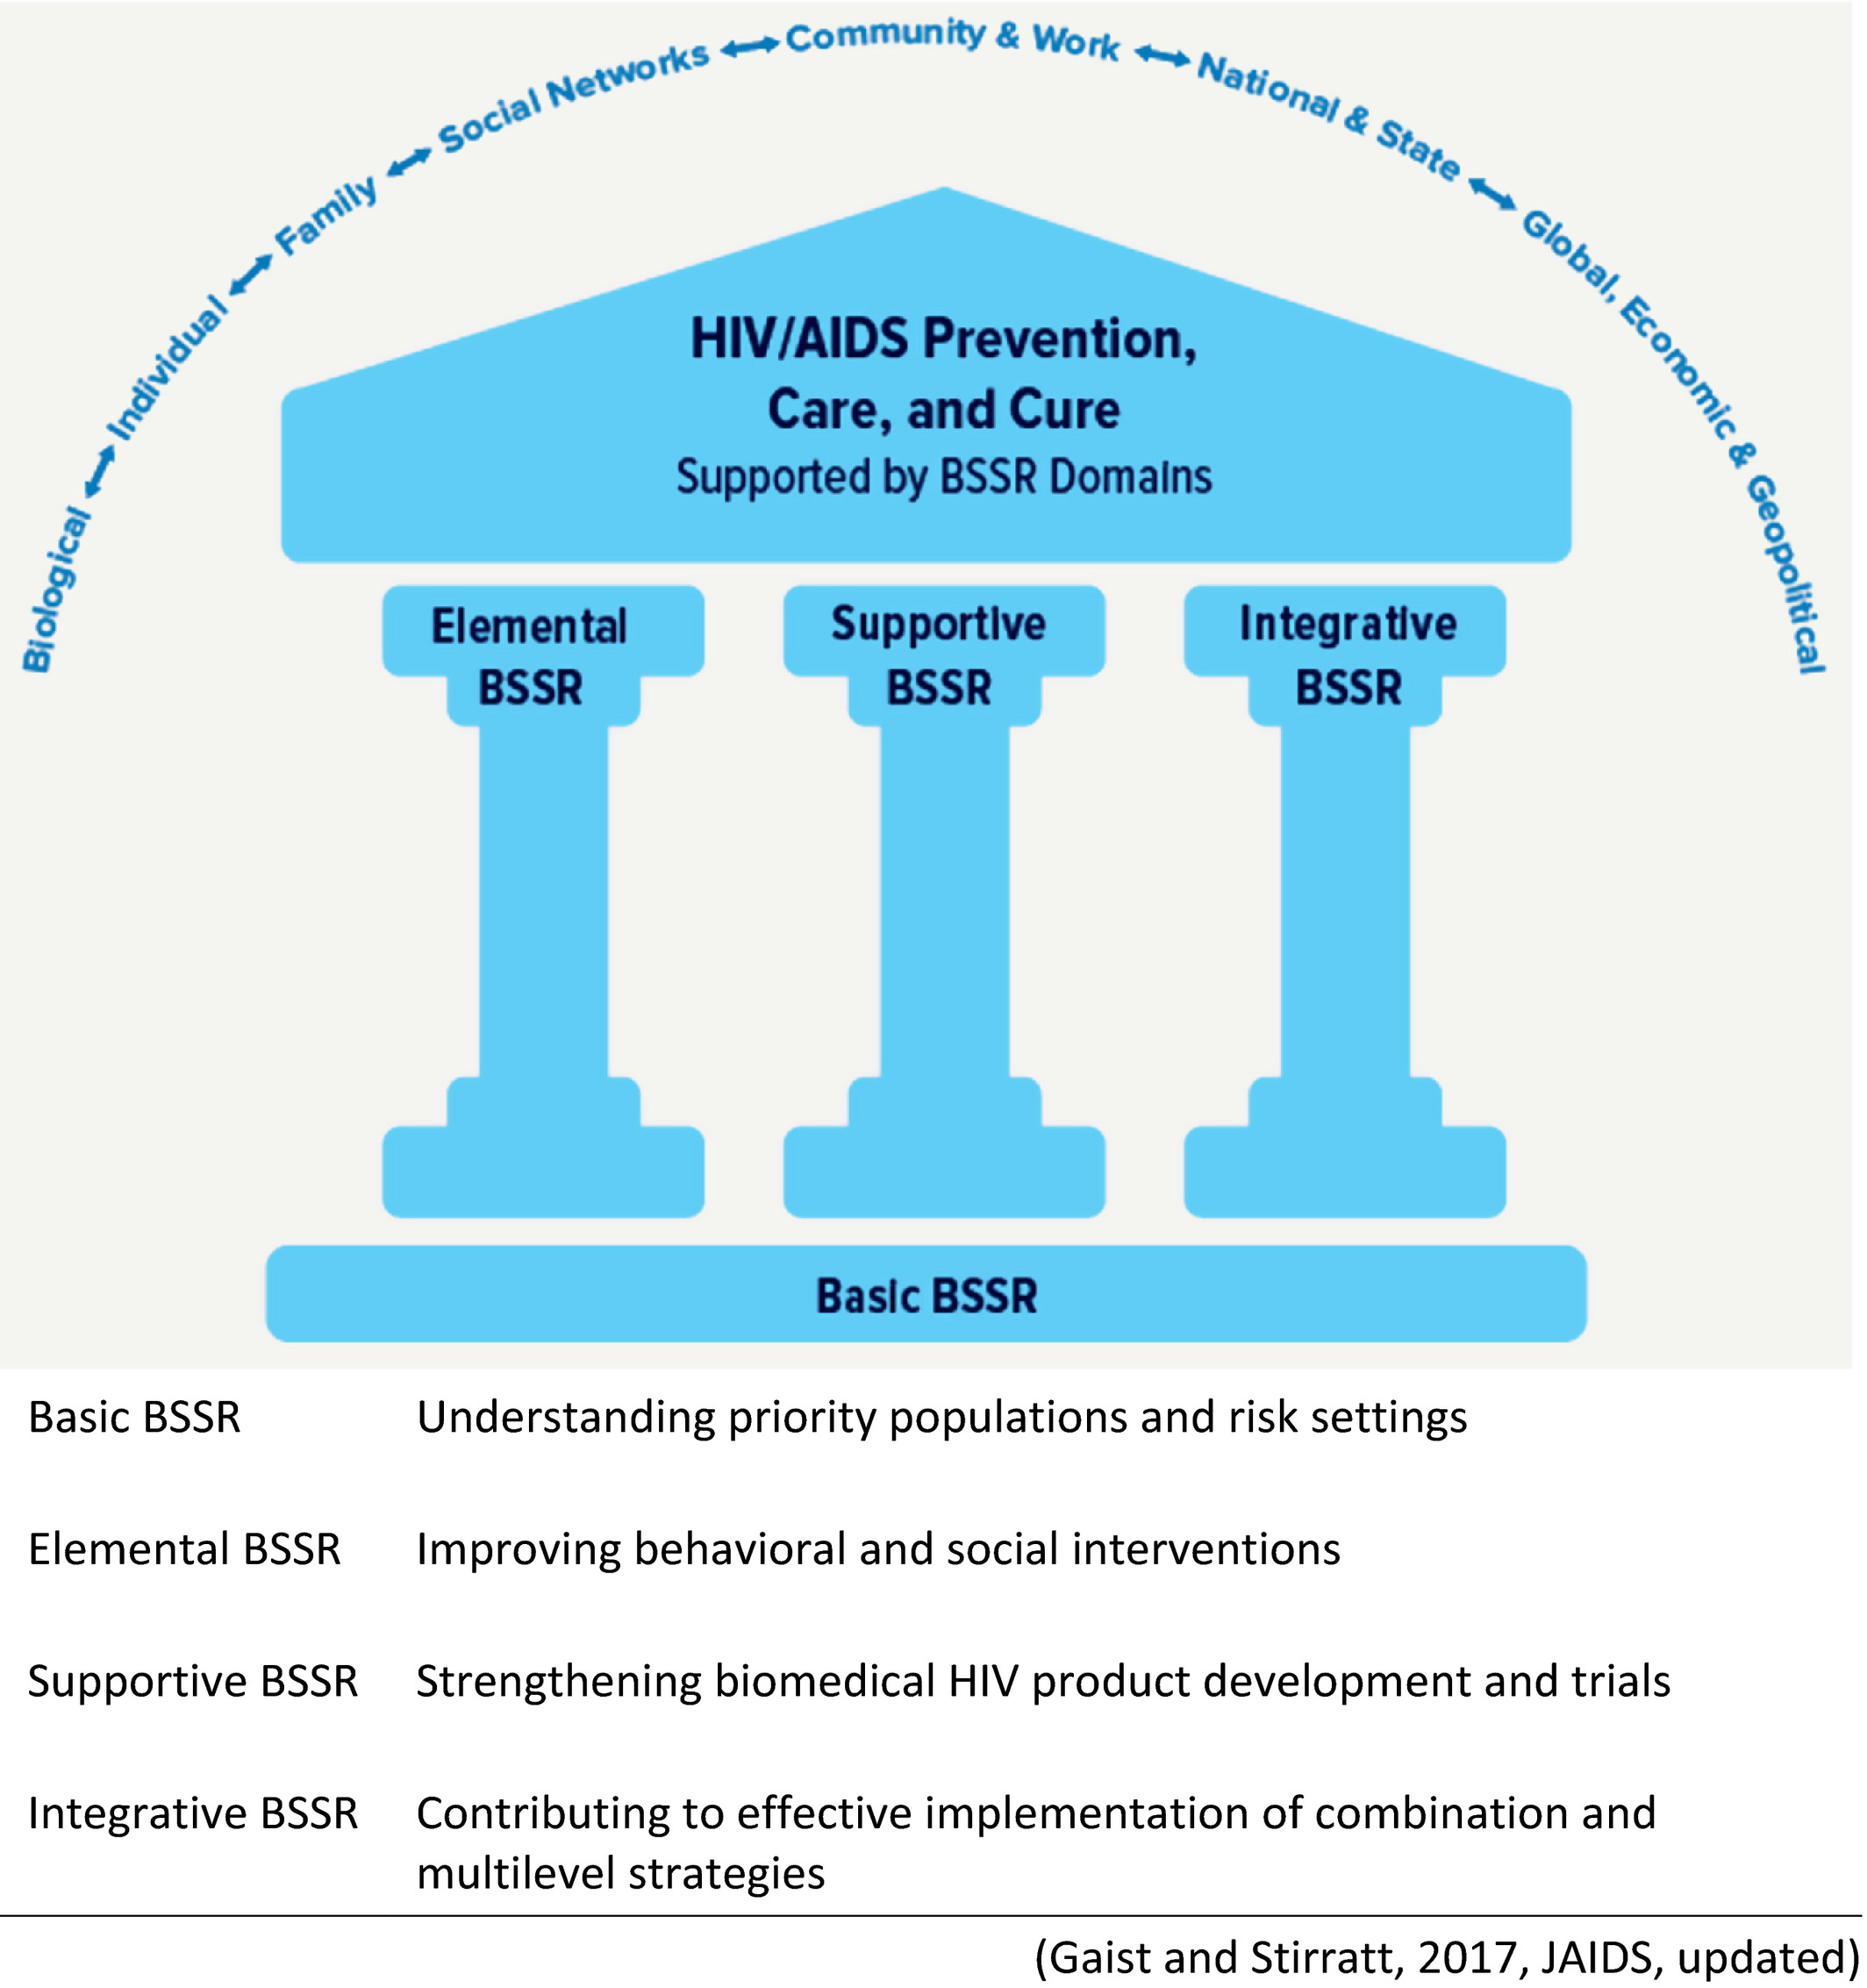 Biological ↔ Individual ↔ Family ↔ Social Networks ↔ Community & Work ↔ National & State ↔ Global, Economic & Geopolitical
HIV/AIDS Prevention,
Care, and Cure
Supported by BSSR Domains
Elemental
BSSR
Supportive
BSSR
Integrative
BSSR
Basic BSSR
Basic BSSR Understanding priority populations and risk settings
Elemental BSSR Improving behavioral and social interventions
Supportive BSSR Strengthening biomedical HIV product development and trials
Integrative BSSR Contributing to effective implementation of combination and
multilevel strategies
(Gaist and Stirratt, 2017, JAIDS, updated)